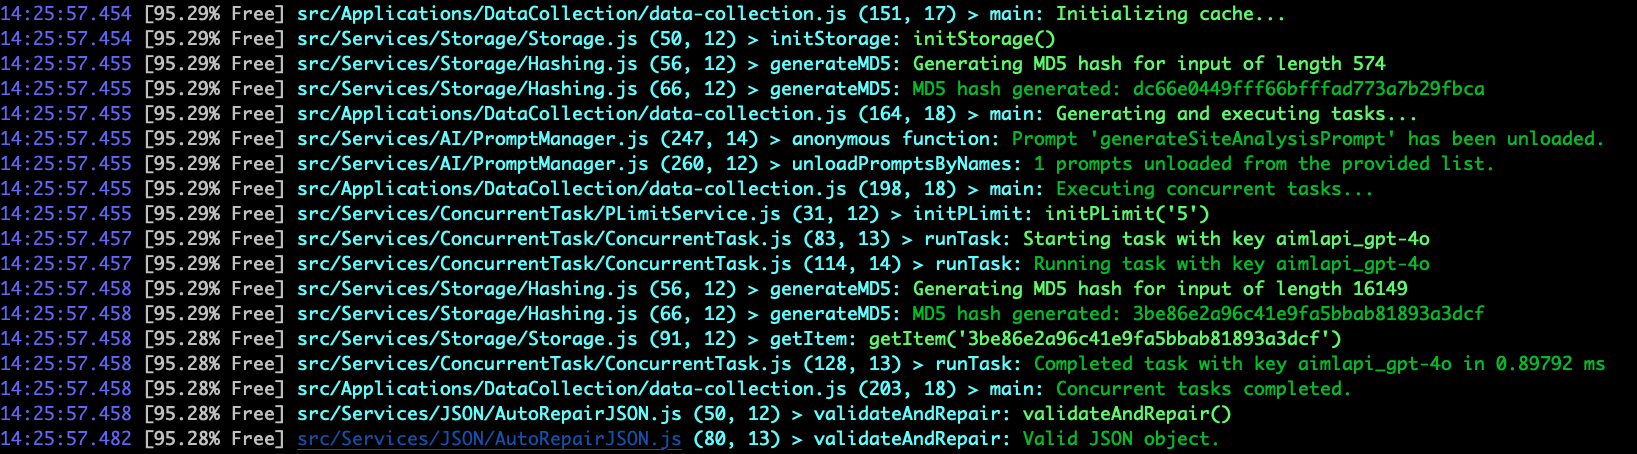 14:25:57.454 [95.29% Free] src/Applications/DataCollection/data-collection.js (151, 17) > main: Initializing cache...
14:25:57.454 [95.29% Free] src/Services/Storage/Storage.js (50, 12) > initStorage: initStorage()
14:25:57.455 [95.29% Free] src/Services/Storage/Hashing.js (56, 12) > generateMD5: Generating MD5 hash for input of length 574
14:25:57.455 [95.29% Free] src/Services/Storage/Hashing.js (66, 12) > generateMD5: MD5 hash generated: dc66e0449fff66bfffad773a7b29fbca
14:25:57.455 [95.29% Free] src/Applications/DataCollection/data-collection.js (164, 18) > main: Generating and executing tasks...
14:25:57.455 [95.29% Free] src/Services/AI/PromptManager.js (247, 14) > anonymous function: Prompt 'generateSiteAnalysisPrompt' has been unloaded.
14:25:57.455 [95.29% Free] src/Services/AI/PromptManager.js (260, 12) > unloadPromptsByNames: 1 prompts unloaded from the provided list.
14:25:57.455 [95.29% Free] src/Applications/DataCollection/data-collection.js (198, 18) > main: Executing concurrent tasks...
14:25:57.455 [95.29% Free] src/Services/ConcurrentTask/PLimitService.js (31, 12) > initPLimit: initPLimit('5')
14:25:57.457 [95.29% Free] src/Services/ConcurrentTask/ConcurrentTask.js (83, 13) > runTask: Starting task with key aimlapi_gpt-4o
14:25:57.457 [95.29% Free] src/Services/ConcurrentTask/ConcurrentTask.js (114, 14) > runTask: Running task with key aimlapi_gpt-4o
14:25:57.458 [95.29% Free] src/Services/Storage/Hashing.js (56, 12) > generateMD5: Generating MD5 hash for input of length 16149
14:25:57.458 [95.29% Free] src/Services/Storage/Hashing.js (66, 12) > generateMD5: MD5 hash generated: 3be86e2a96c41e9fa5bbab81893a3dcf
14:25:57.458 [95.28% Free] src/Services/Storage/Storage.js (91, 12) > getItem: getItem('3be86e2a96c41e9fa5bbab81893a3dcf')
14:25:57.458 [95.28% Free] src/Services/ConcurrentTask/ConcurrentTask.js (128, 13) > runTask: Completed task with key aimlapi_gpt-4o in 0.89792 ms
14:25:57.458 [95.28% Free] src/Applications/DataCollection/data-collection.js (203, 18) > main: Concurrent tasks completed.
14:25:57.458 [95.28% Free] src/Services/JSON/AutoRepairJSON.js (50, 12) > validateAndRepair: validateAndRepair()
14:25:57.482 [95.28% Free] src/Services/JSON/AutoRepairJSON.js (80, 13) > validateAndRepair: Valid JSON object.